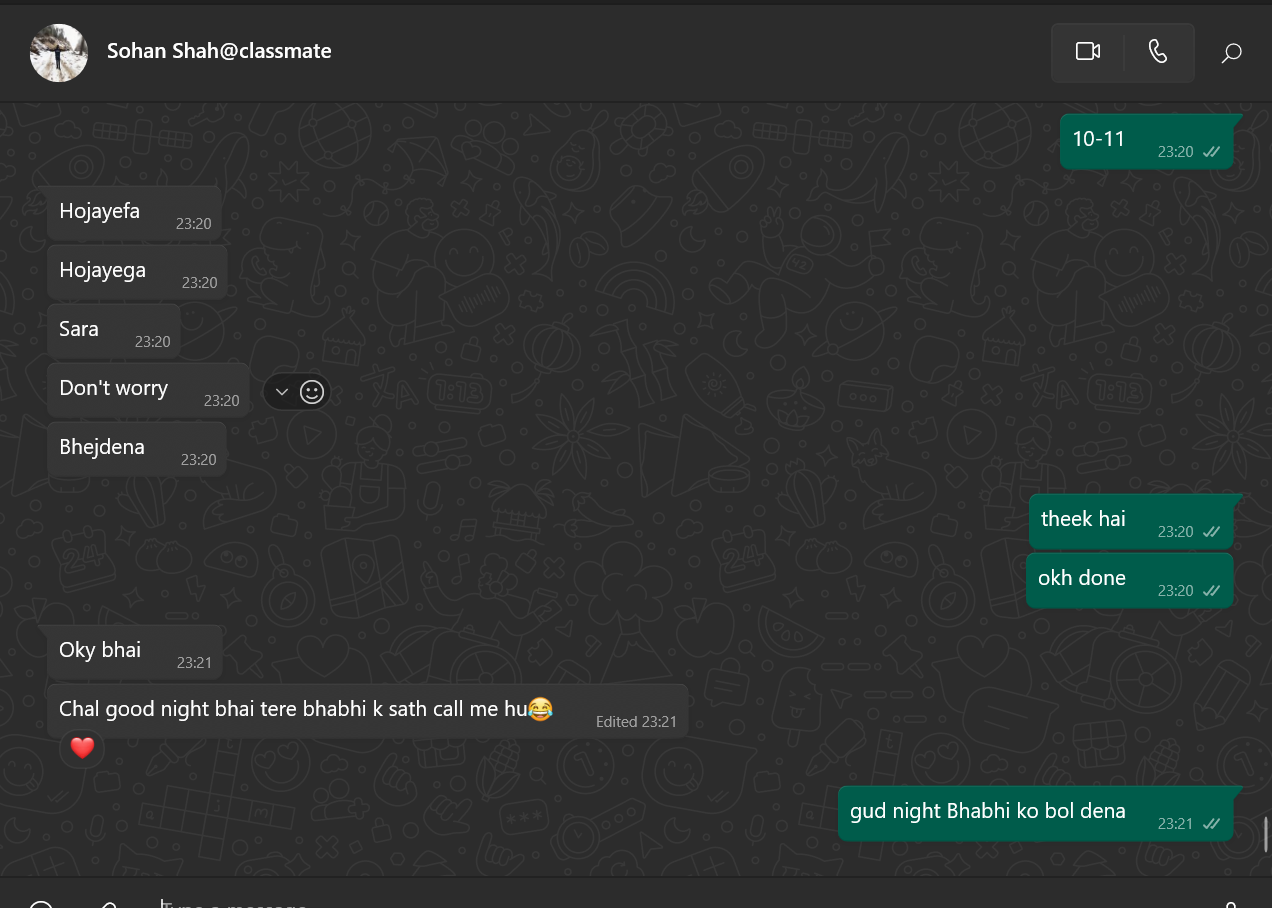 Sohan Shah@classmate
10-11 23:20
Hojayefa 23:20
Hojayega 23:20
Sara 23:20
Don't worry 23:20
Bhejdena 23:20
theek hai 23:20
okh done 23:20
Oky bhai 23:21
Chal good night bhai tere bhabhi k sath call me hu😂 Edited 23:21
❤️
gud night Bhabhi ko bol dena 23:21
Type a message